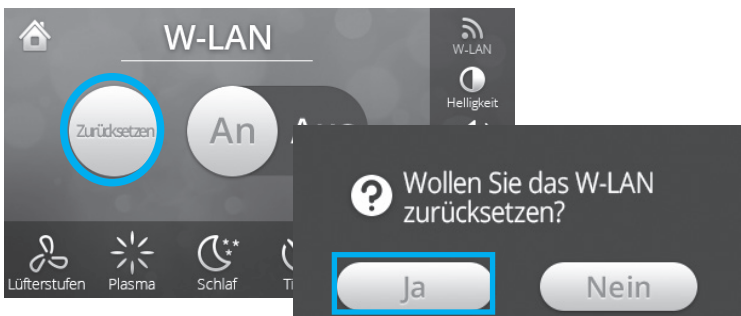 W-LAN
W-LAN
Helligkeit
Zurücksetzen
An
Lüfterstufen
Plasma
Schlaf
Wollen Sie das W-LAN
zurücksetzen?
Ja
Nein